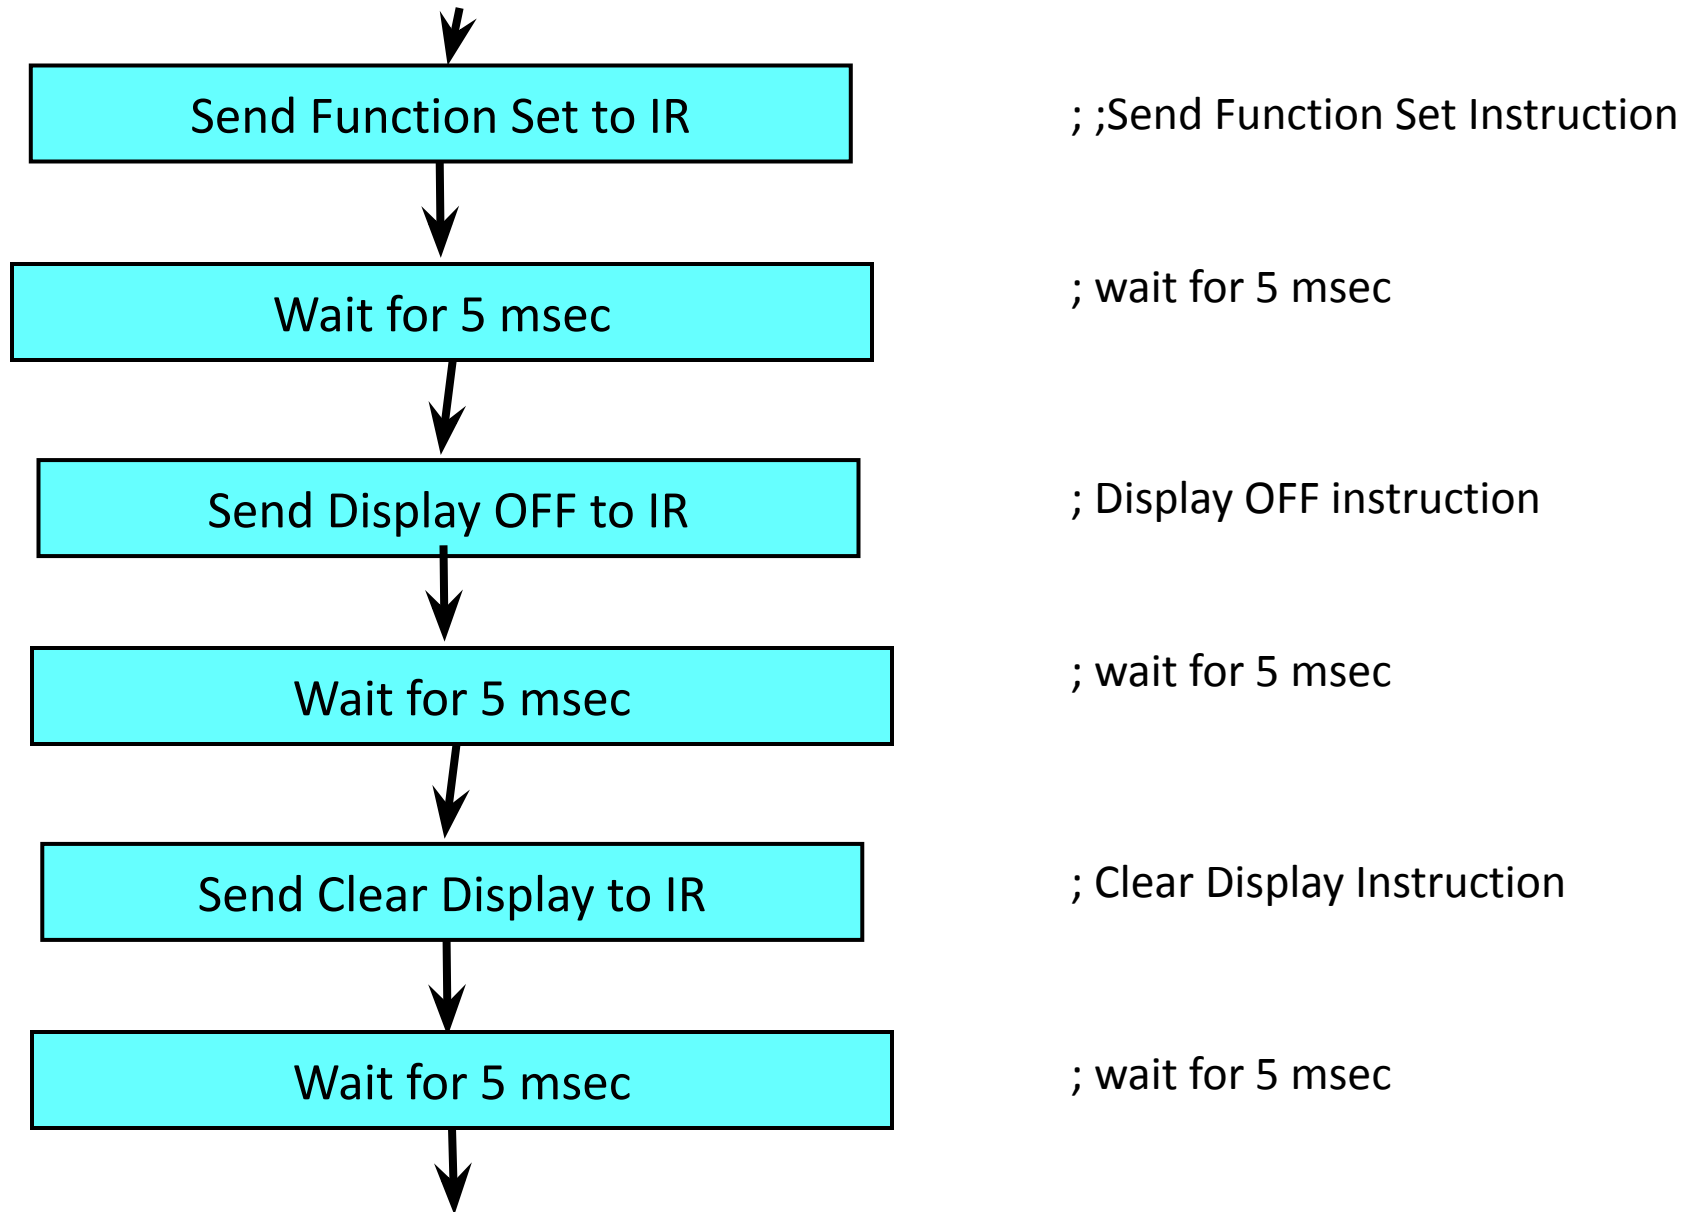 Send Function Set to IR
; ;Send Function Set Instruction
Wait for 5 msec
; wait for 5 msec
Send Display OFF to IR
; Display OFF instruction
Wait for 5 msec
; wait for 5 msec
Send Clear Display to IR
; Clear Display Instruction
Wait for 5 msec
; wait for 5 msec